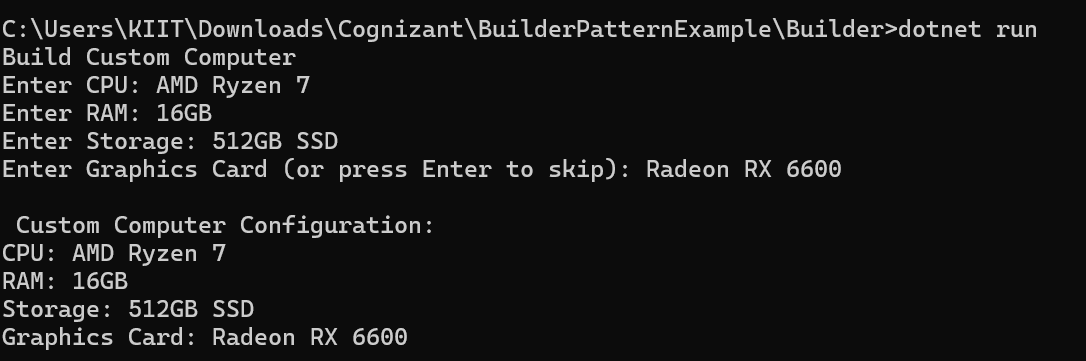 C:\Users\KIIT\Downloads\Cognizant\BuilderPatternExample\Builder>dotnet run
Build Custom Computer
Enter CPU: AMD Ryzen 7
Enter RAM: 16GB
Enter Storage: 512GB SSD
Enter Graphics Card (or press Enter to skip): Radeon RX 6600
Custom Computer Configuration:
CPU: AMD Ryzen 7
RAM: 16GB
Storage: 512GB SSD
Graphics Card: Radeon RX 6600